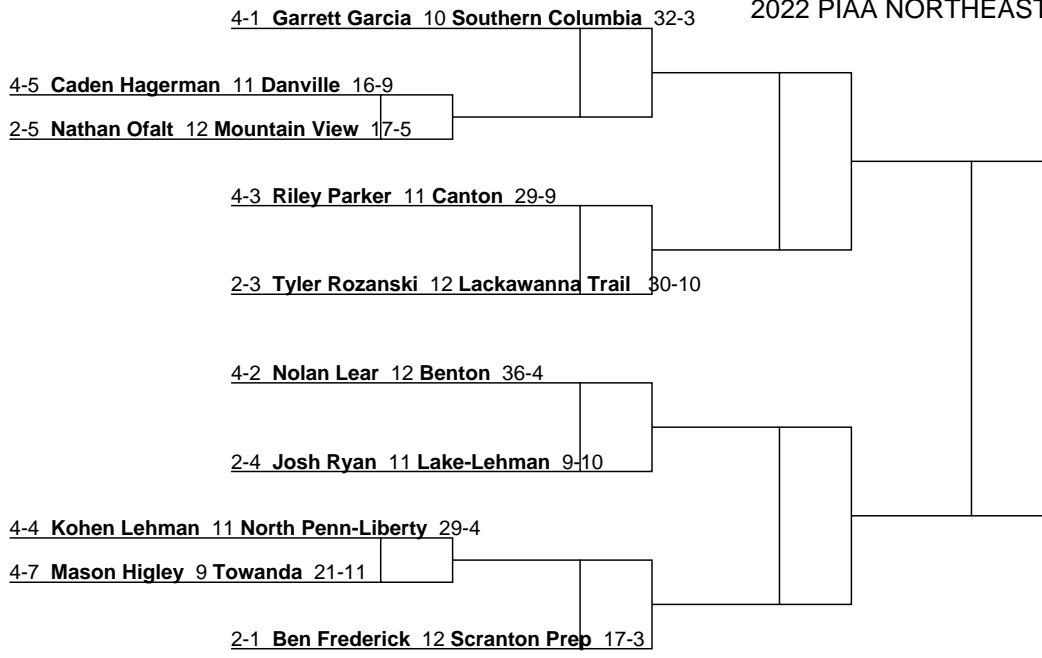 2022 PIAA NORTHEAST
4-1 Garrett Garcia 10 Southern Columbia 32-3
4-5 Caden Hagerman 11 Danville 16-9
2-5 Nathan Ofalt 12 Mountain View 17-5
4-3 Riley Parker 11 Canton 29-9
2-3 Tyler Rozanski 12 Lackawanna Trail 30-10
4-2 Nolan Lear 12 Benton 36-4
2-4 Josh Ryan 11 Lake-Lehman 9-10
4-4 Kohen Lehman 11 North Penn-Liberty 29-4
4-7 Mason Higley 9 Towanda 21-11
2-1 Ben Frederick 12 Scranton Prep 17-3